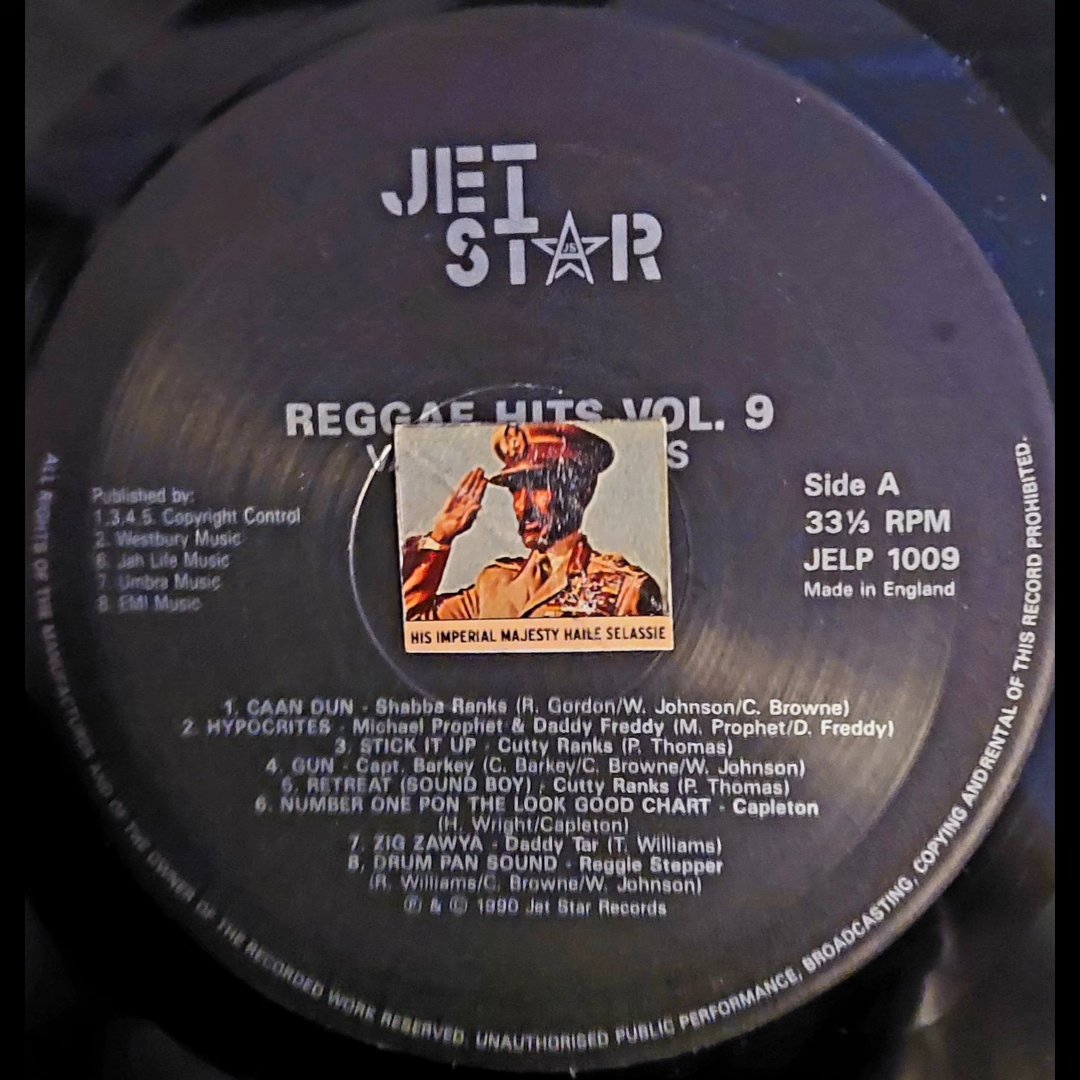 JET
STAR
JS
REGGAE HITS VOL. 9
V S
Published by:
1.3.4.5. Copyright Control
2. Westbury Music
6. Jah Life Music
7. Umbra Music
8. EMI Music
Side A
33⅓ RPM
JELP 1009
Made in England
HIS IMPERIAL MAJESTY HAILE SELASSIE
1. CAAN DUN - Shabba Ranks (R. Gordon/W. Johnson/C. Browne)
2. HYPOCRITES - Michael Prophet & Daddy Freddy (M. Prophet/D. Freddy)
3. STICK IT UP - Cutty Ranks (P. Thomas)
4. GUN - Capt. Barkey (C. Barkey/C. Browne/W. Johnson)
5. RETREAT (SOUND BOY) - Cutty Ranks (P. Thomas)
6. NUMBER ONE PON THE LOOK GOOD CHART - Capleton
(H. Wright/Capleton)
7. ZIG ZAWYA - Daddy Tar (T. Williams)
8, DRUM PAN SOUND - Reggie Stepper
(R. Williams/C. Browne/W. Johnson)
Ⓟ & © 1990 Jet Star Records
ALL RIGHTS OF THE MANUFACTURER AND OF THE OWNER OF THE RECORDED WORK RESERVED. UNAUTHORISED PUBLIC PERFORMANCE, BROADCASTING, COPYING AND RENTAL OF THIS RECORD PROHIBITED.